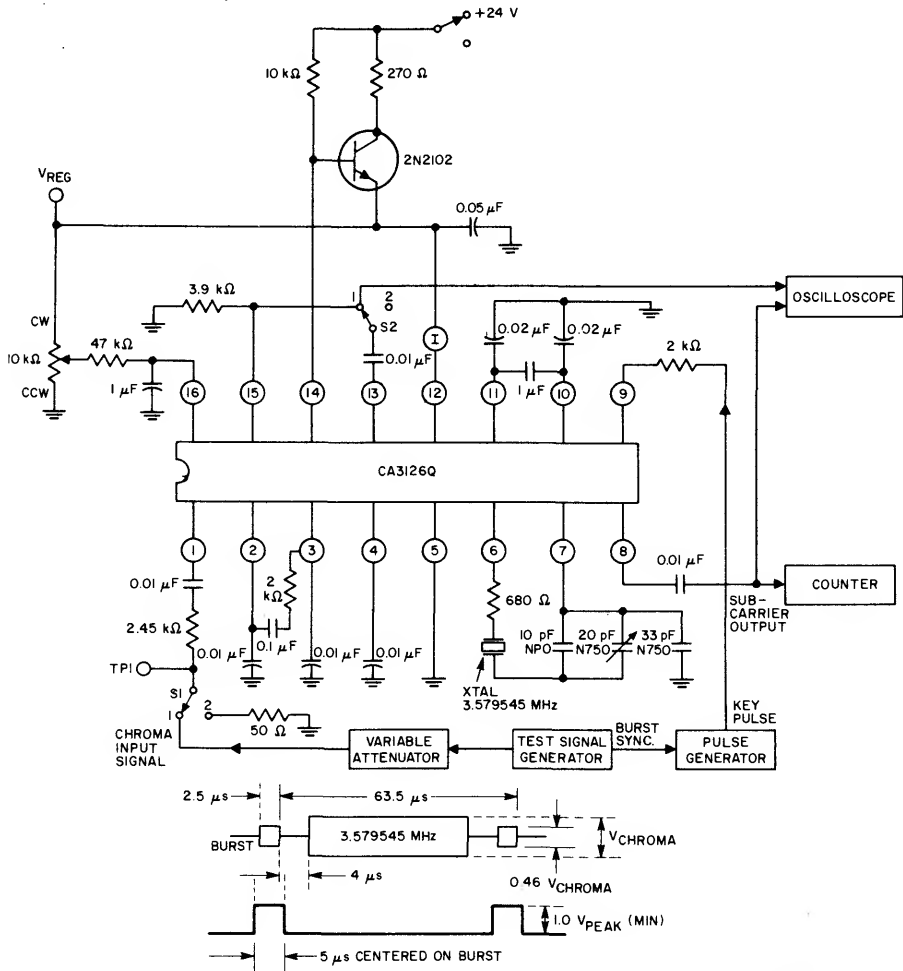 +24 V
10 kΩ
270 Ω
2N2102
VREG
0.05 μF
3.9 kΩ
1
2
S2
OSCILLOSCOPE
CW
10 kΩ
CCW
47 kΩ
1 μF
0.01 μF
I
0.02 μF
0.02 μF
1 μF
2 kΩ
16
15
14
13
12
11
10
9
CA3126Q
1
2
3
4
5
6
7
8
0.01 μF
2.45 kΩ
TP1
S1
1
2
50 Ω
CHROMA
INPUT
SIGNAL
0.01 μF
0.1 μF
2
kΩ
0.01 μF
0.01 μF
680 Ω
XTAL
3.579545 MHz
10 pF
NPO
20 pF
N750
33 pF
N750
0.01 μF
SUB-
CARRIER
OUTPUT
COUNTER
KEY
PULSE
VARIABLE
ATTENUATOR
TEST SIGNAL
GENERATOR
BURST
SYNC.
PULSE
GENERATOR
2.5 μs
63.5 μs
BURST
3.579545 MHz
VCHROMA
4 μs
0.46 VCHROMA
1.0 VPEAK (MIN)
5 μs CENTERED ON BURST